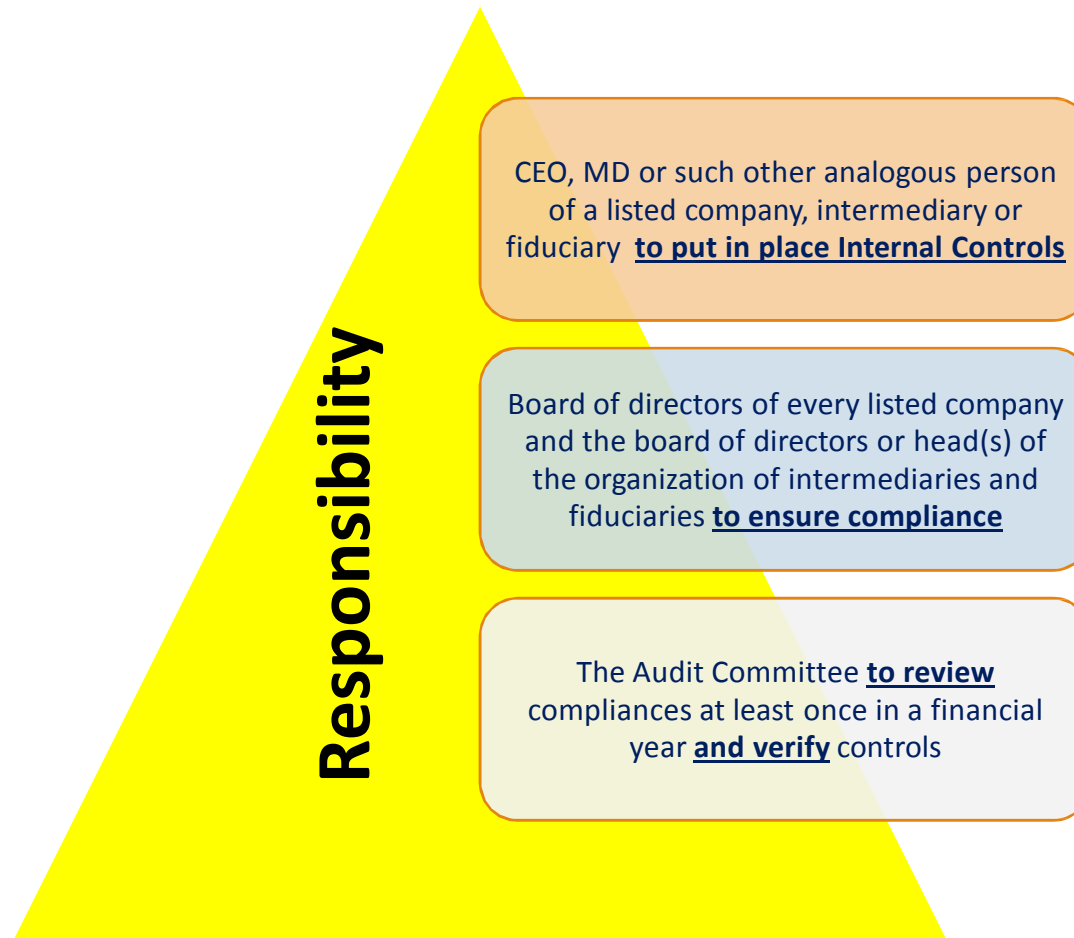 Responsibility
CEO, MD or such other analogous person
of a listed company, intermediary or
fiduciary to put in place Internal Controls
Board of directors of every listed company
and the board of directors or head(s) of
the organization of intermediaries and
fiduciaries to ensure compliance
The Audit Committee to review
compliances at least once in a financial
year and verify controls